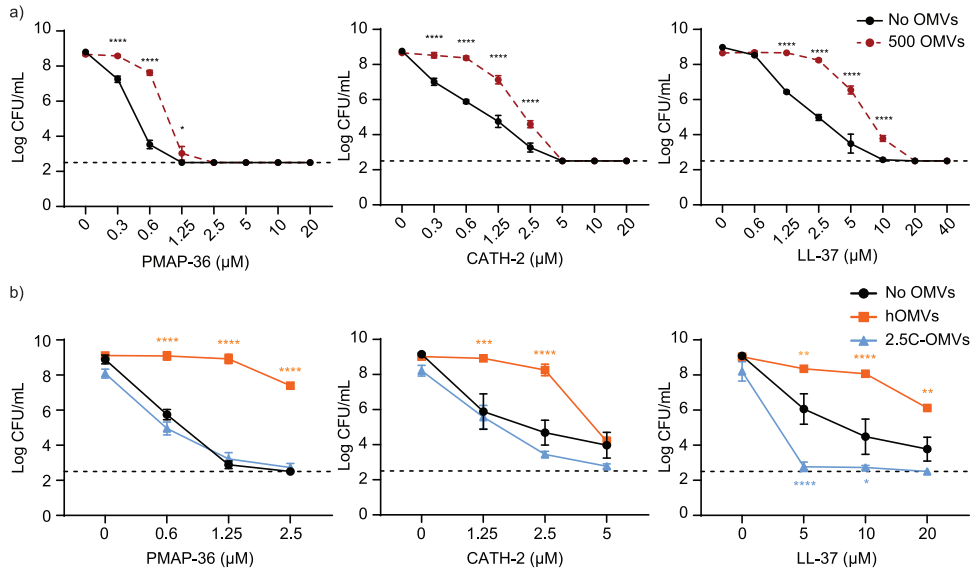 a)
No OMVs
500 OMVs
10
8
6
4
2
0
Log CFU/mL
**** **** *
0 0.3 0.6 1.25 2.5 5 10 20
PMAP-36 (µM)
10
8
6
4
2
0
Log CFU/mL
**** **** **** ****
0 0.3 0.6 1.25 2.5 5 10 20
CATH-2 (µM)
10
8
6
4
2
0
Log CFU/mL
**** **** **** ****
0 0.6 1.25 2.5 5 10 20 40
LL-37 (µM)
b)
No OMVs
hOMVs
2.5C-OMVs
10
8
6
4
2
0
Log CFU/mL
**** **** ****
0 0.6 1.25 2.5
PMAP-36 (µM)
10
8
6
4
2
0
Log CFU/mL
*** ****
0 1.25 2.5 5
CATH-2 (µM)
10
8
6
4
2
0
Log CFU/mL
** **** **
**** *
0 5 10 20
LL-37 (µM)